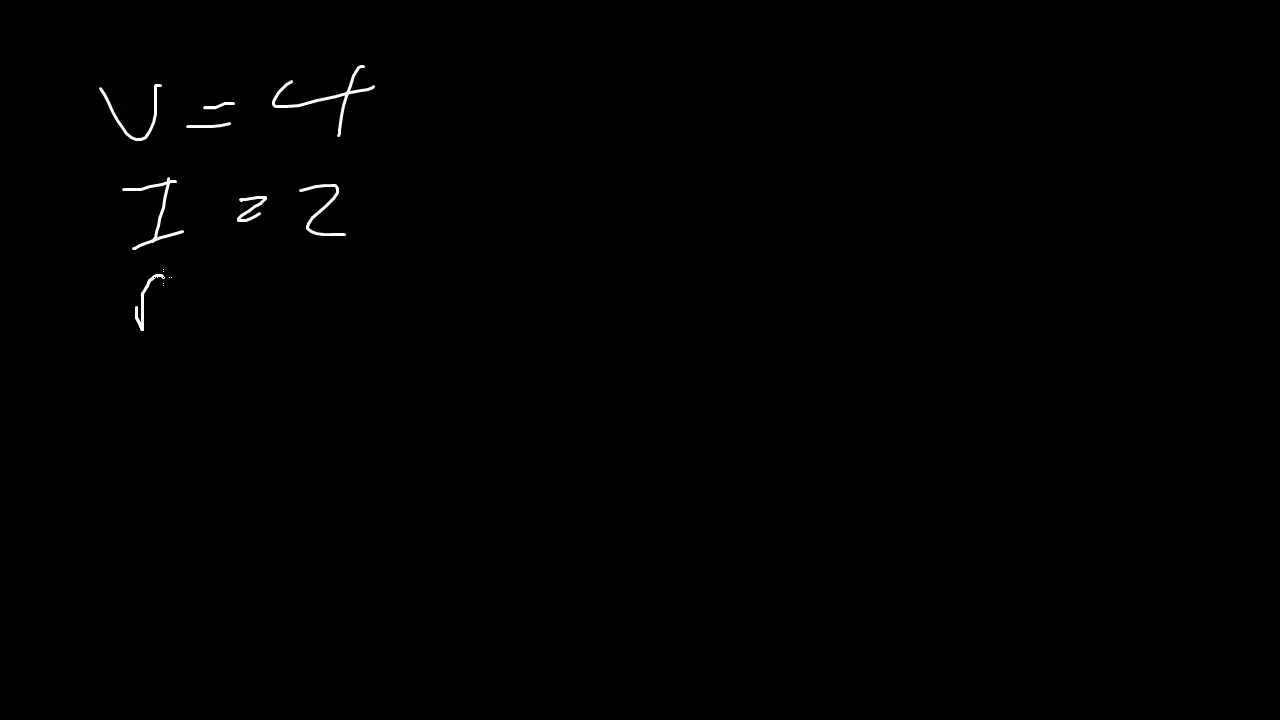 V = 4
I = 2
r